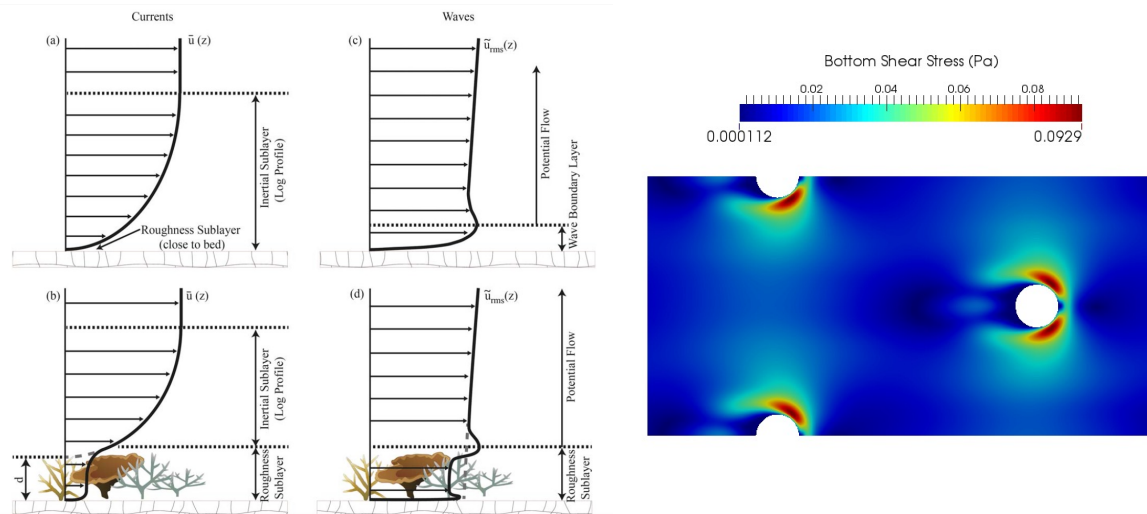 Currents
Waves
(a)
ū (z)
Inertial Sublayer
(Log Profile)
Roughness Sublayer
(close to bed)
(c)
ũrms(z)
Potential Flow
Wave Boundary Layer
(b)
ū (z)
Inertial Sublayer
(Log Profile)
Roughness
Sublayer
d
(d)
ũrms(z)
Potential Flow
Roughness
Sublayer
Bottom Shear Stress (Pa)
0.02 0.04 0.06 0.08
0.000112 0.0929